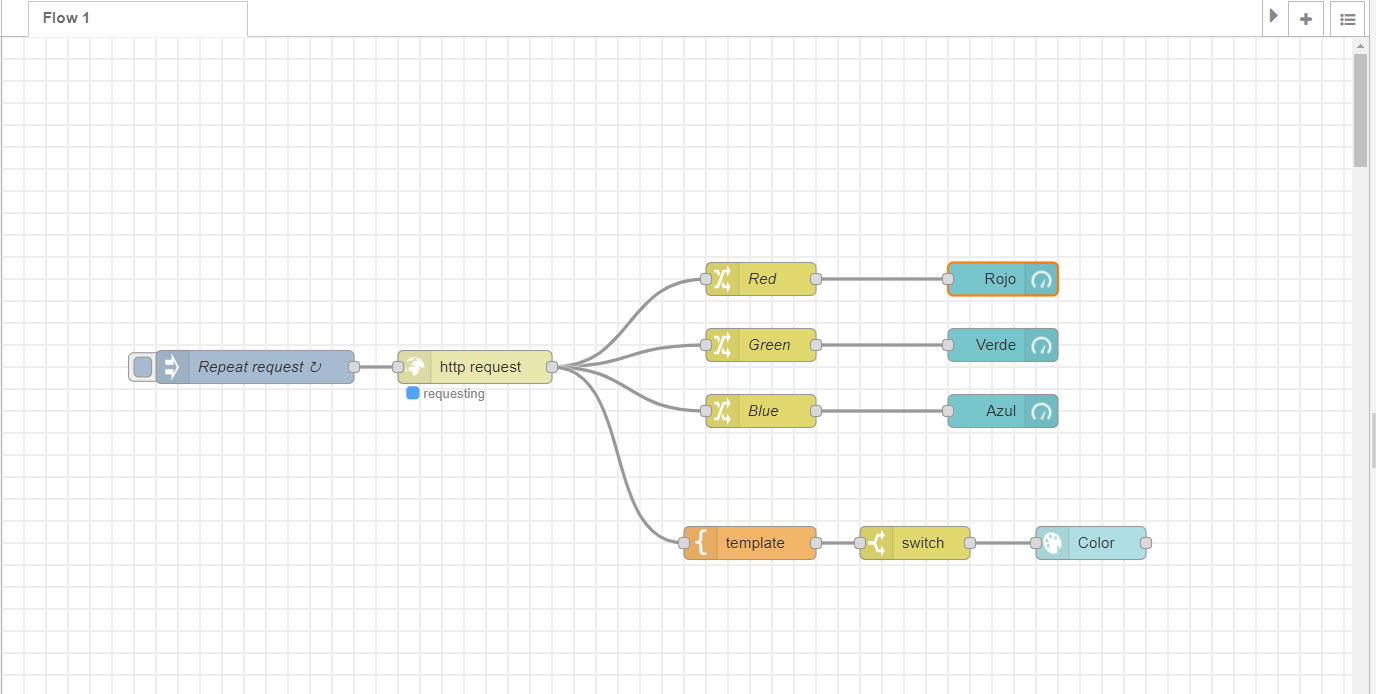 Flow 1
Red
Rojo
Green
Verde
Repeat request ↻
http request
requesting
Blue
Azul
template
switch
Color